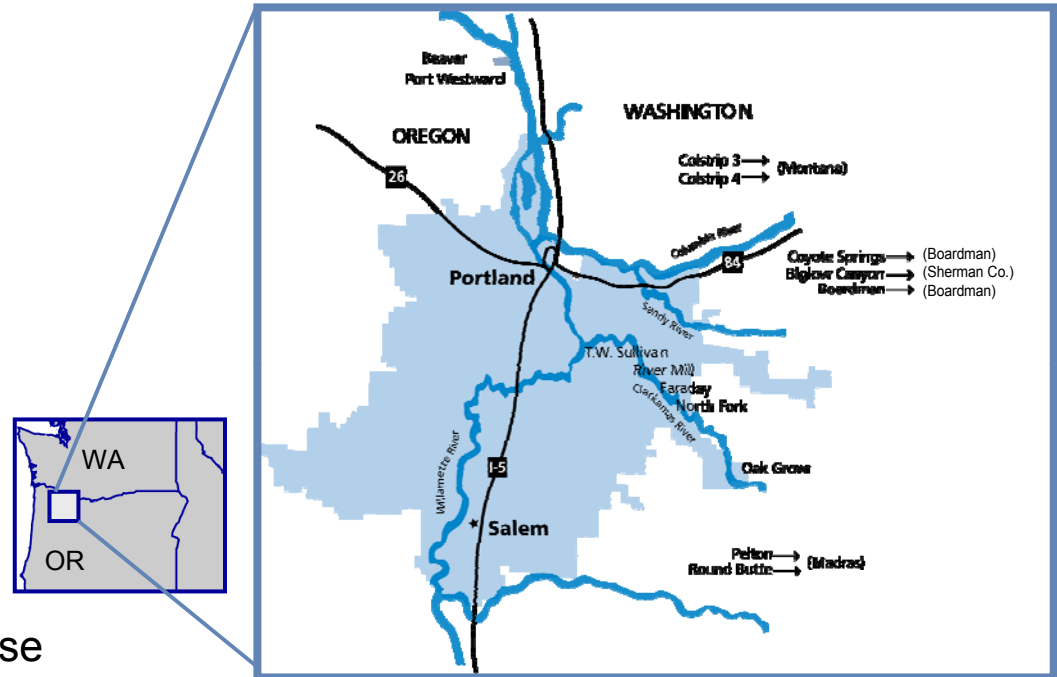 Beaver
Port Westward
WASHINGTON
OREGON
26
Colstrip 3
Colstrip 4
(Montana)
Columbia River
84
Coyote Springs
(Boardman)
Biglow Canyon
(Sherman Co.)
Boardman
(Boardman)
Portland
Sandy River
T.W. Sullivan
River Mill
Faraday
North Fork
Clackamas River
Oak Grove
Willamette River
I-5
Salem
WA
OR
Pelton
Round Butte
(Madras)
se